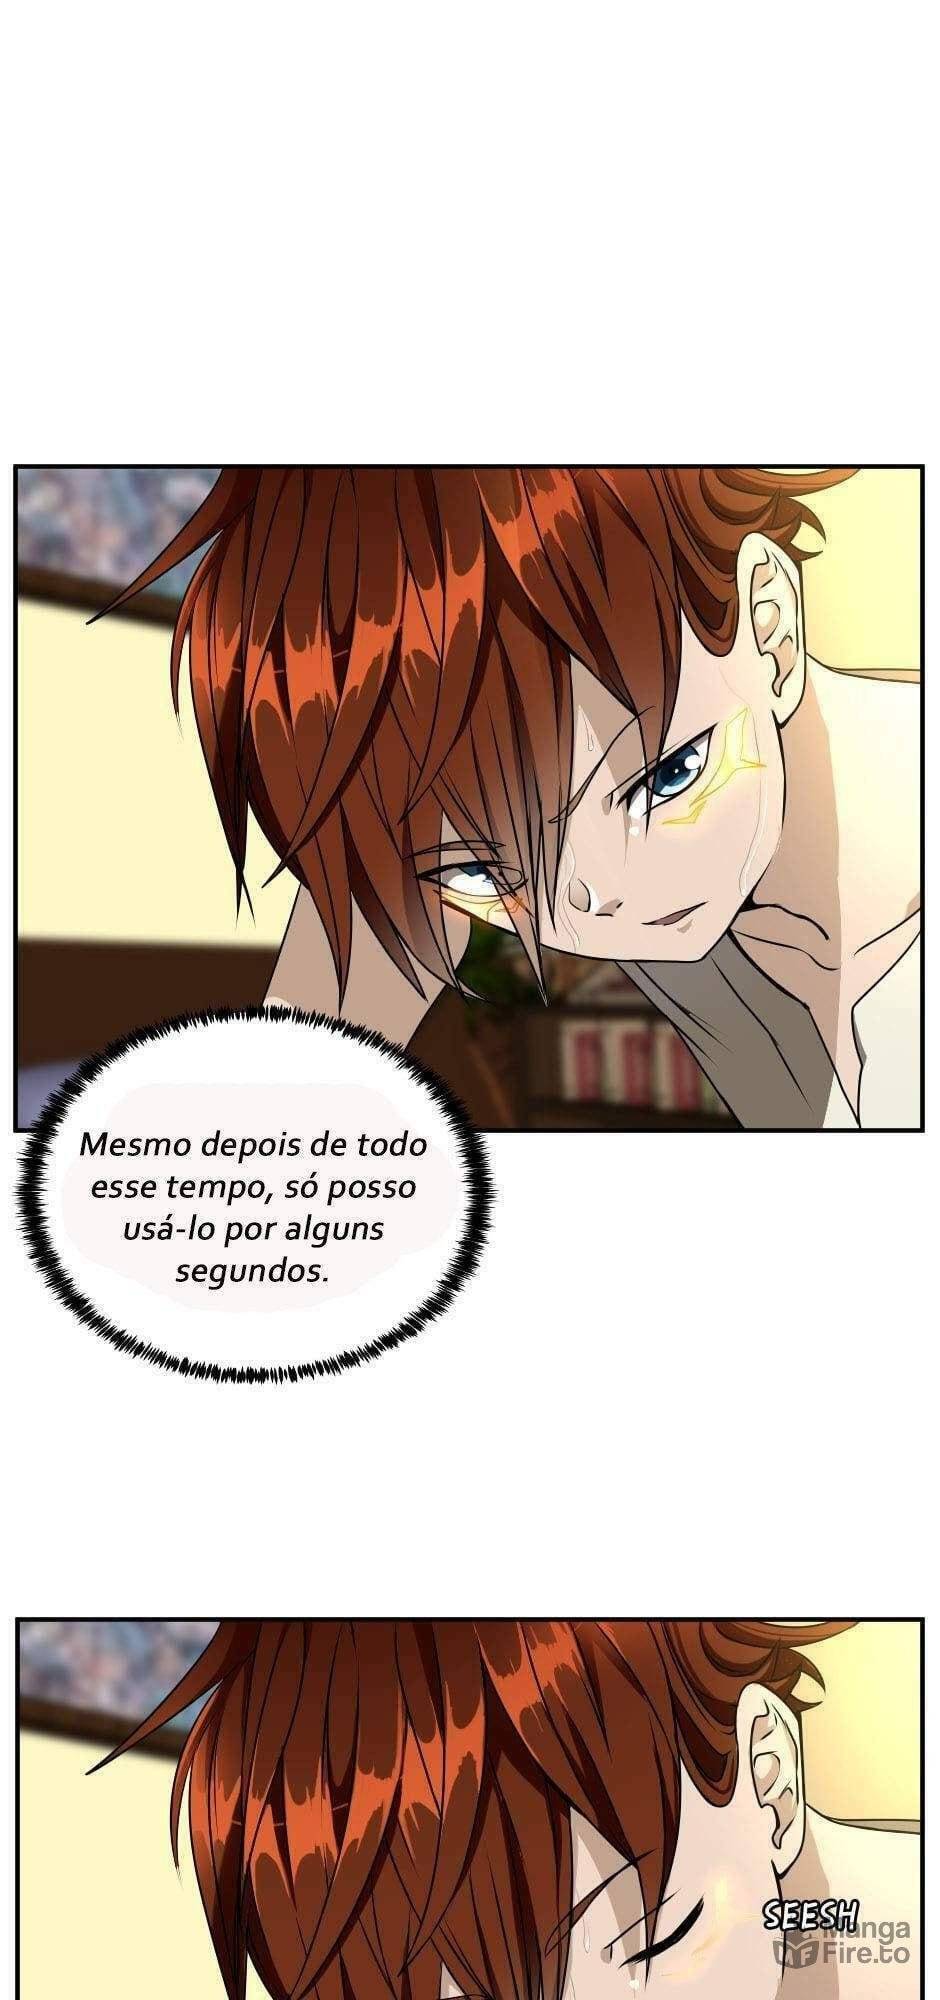 Mesmo depois de todo
esse tempo, só posso
usá-lo por alguns
segundos.
SEESH
Manga
Fire.to